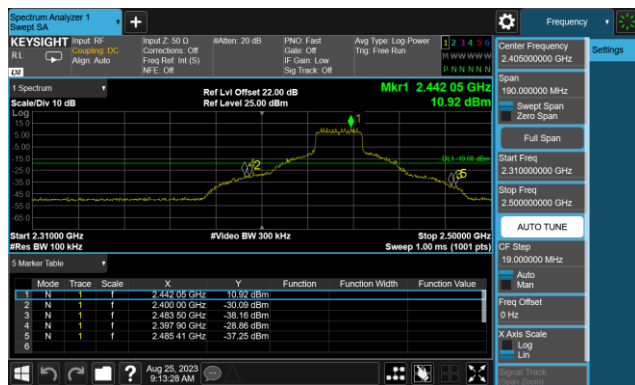 Spectrum Analyzer 1
Swept SA
+
Frequency
KEYSIGHT
RL
LXI
Input: RF
Coupling: DC
Align: Auto
Input Z: 50 Ω
Corrections: Off
Freq Ref: Int (S)
NFE: Off
#Atten: 20 dB
PNO: Fast
Gate: Off
IF Gain: Low
Sig Track: Off
Avg Type: Log-Power
Trig: Free Run
1 2 3 4 5 6
M W W W W W
P N N N N N
Center Frequency
2.405000000 GHz
Settings
1 Spectrum
Scale/Div 10 dB
Ref Lvl Offset 22.00 dB
Ref Level 25.00 dBm
Mkr1 2.442 05 GHz
10.92 dBm
Span
190.000000 MHz
Swept Span
Zero Span
Log
15.0
5.00
-5.00
-15.0
-25.0
-35.0
-45.0
-55.0
-65.0
1
2
35
DL1 -19.08 dBm
Full Span
Start Freq
2.310000000 GHz
Stop Freq
2.500000000 GHz
AUTO TUNE
Start 2.31000 GHz
#Res BW 100 kHz
#Video BW 300 kHz
Stop 2.50000 GHz
Sweep 1.00 ms (1001 pts)
CF Step
19.000000 MHz
Auto
Man
5 Marker Table
Mode Trace Scale X Y Function Function Width Function Value
1 N 1 f 2.442 05 GHz 10.92 dBm
2 N 1 f 2.400 00 GHz -30.09 dBm
3 N 1 f 2.483 50 GHz -38.16 dBm
4 N 1 f 2.397 90 GHz -28.86 dBm
5 N 1 f 2.485 41 GHz -37.25 dBm
6
Freq Offset
0 Hz
X Axis Scale
Log
Lin
Signal Track
(Span Zoom)
?
Aug 25, 2023
9:13:28 AM